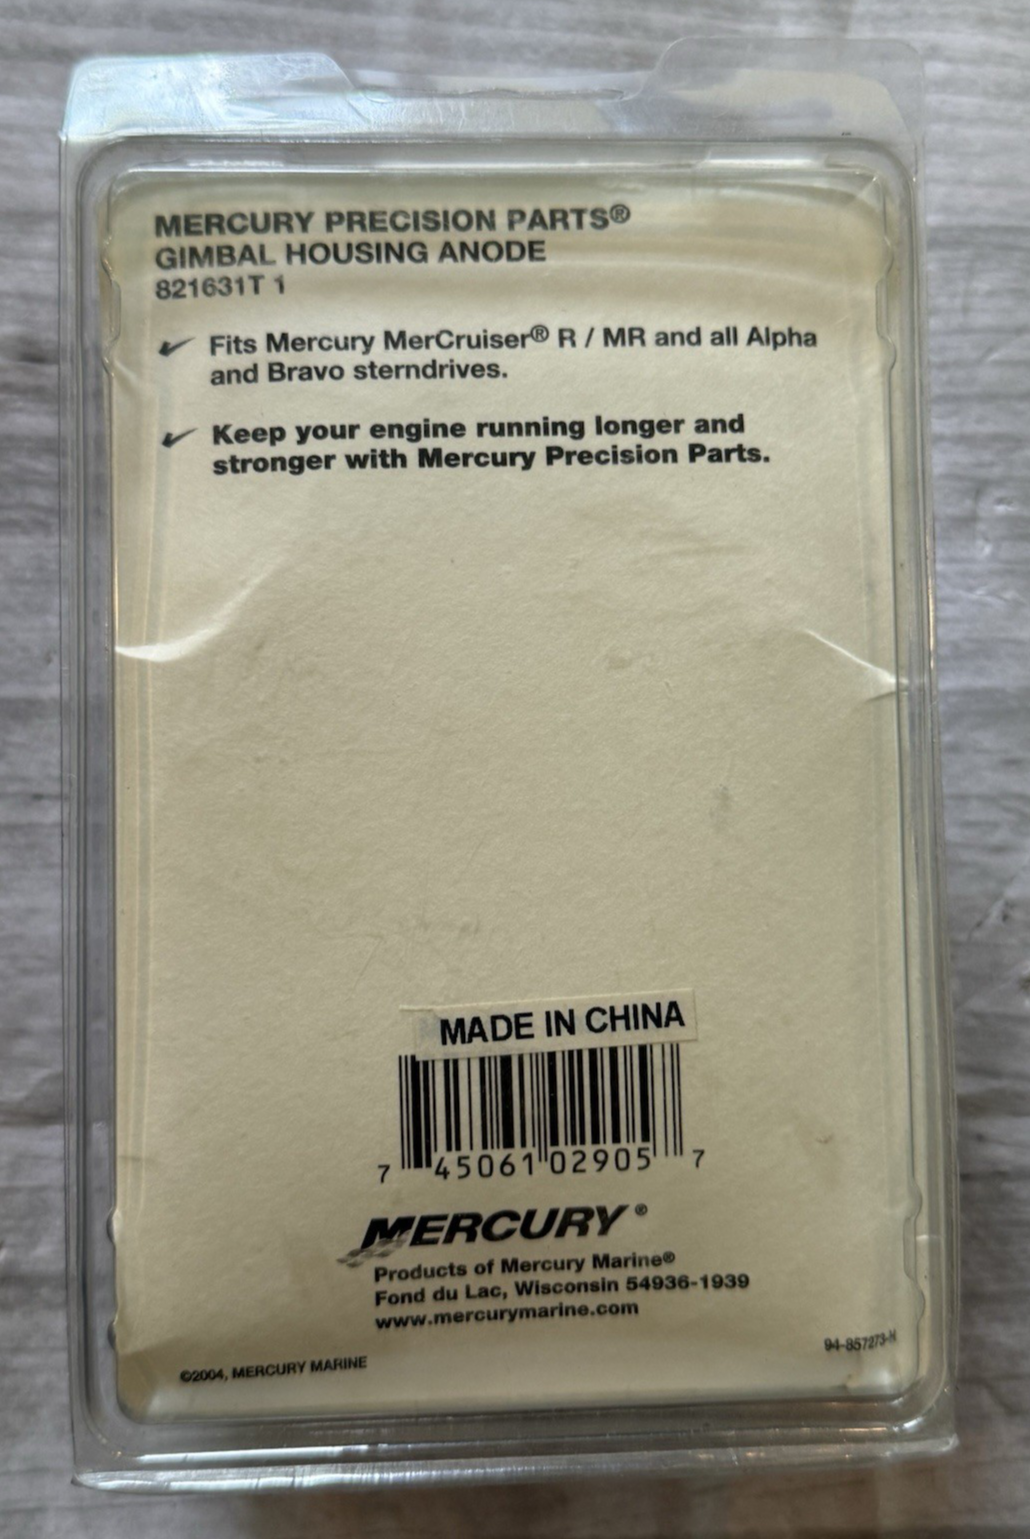 MERCURY PRECISION PARTS®
GIMBAL HOUSING ANODE
821631T 1
Fits Mercury MerCruiser® R / MR and all Alpha
and Bravo sterndrives.
Keep your engine running longer and
stronger with Mercury Precision Parts.
MADE IN CHINA
7 45061 02905 7
MERCURY®
Products of Mercury Marine®
Fond du Lac, Wisconsin 54936-1939
www.mercurymarine.com
94-857273-H
©2004, MERCURY MARINE